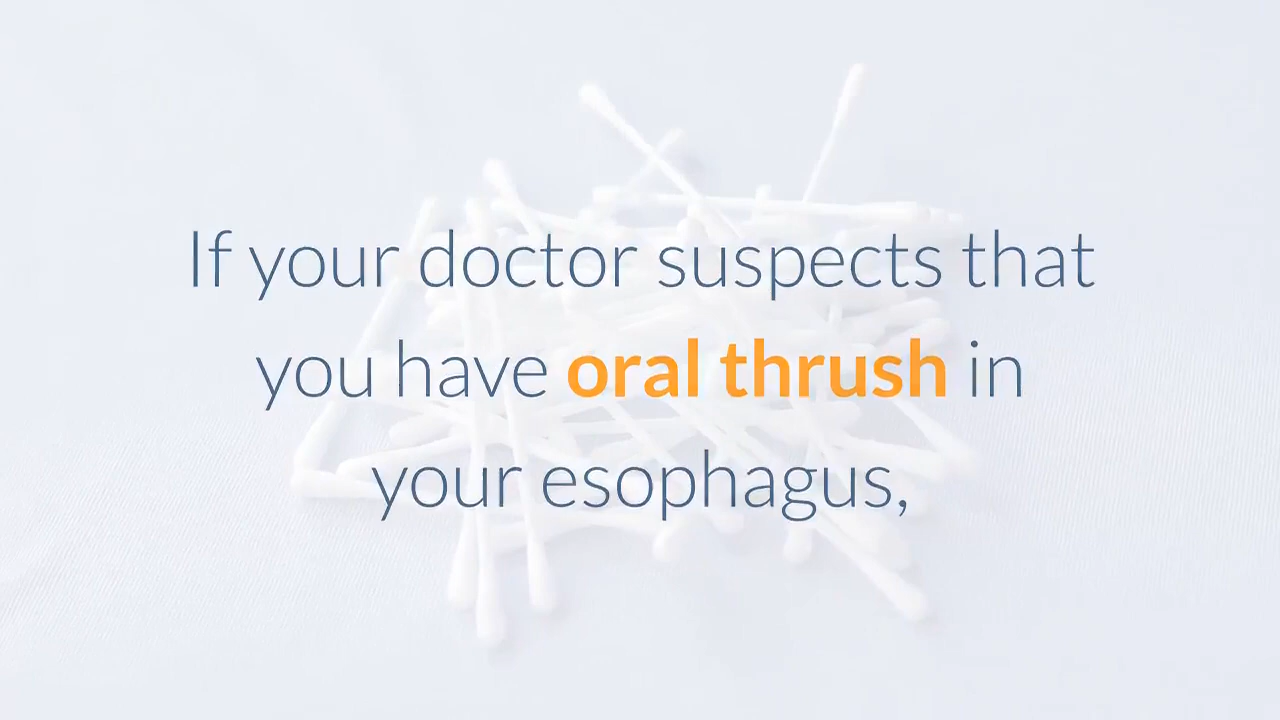 If your doctor suspects that
you have oral thrush in
your esophagus,